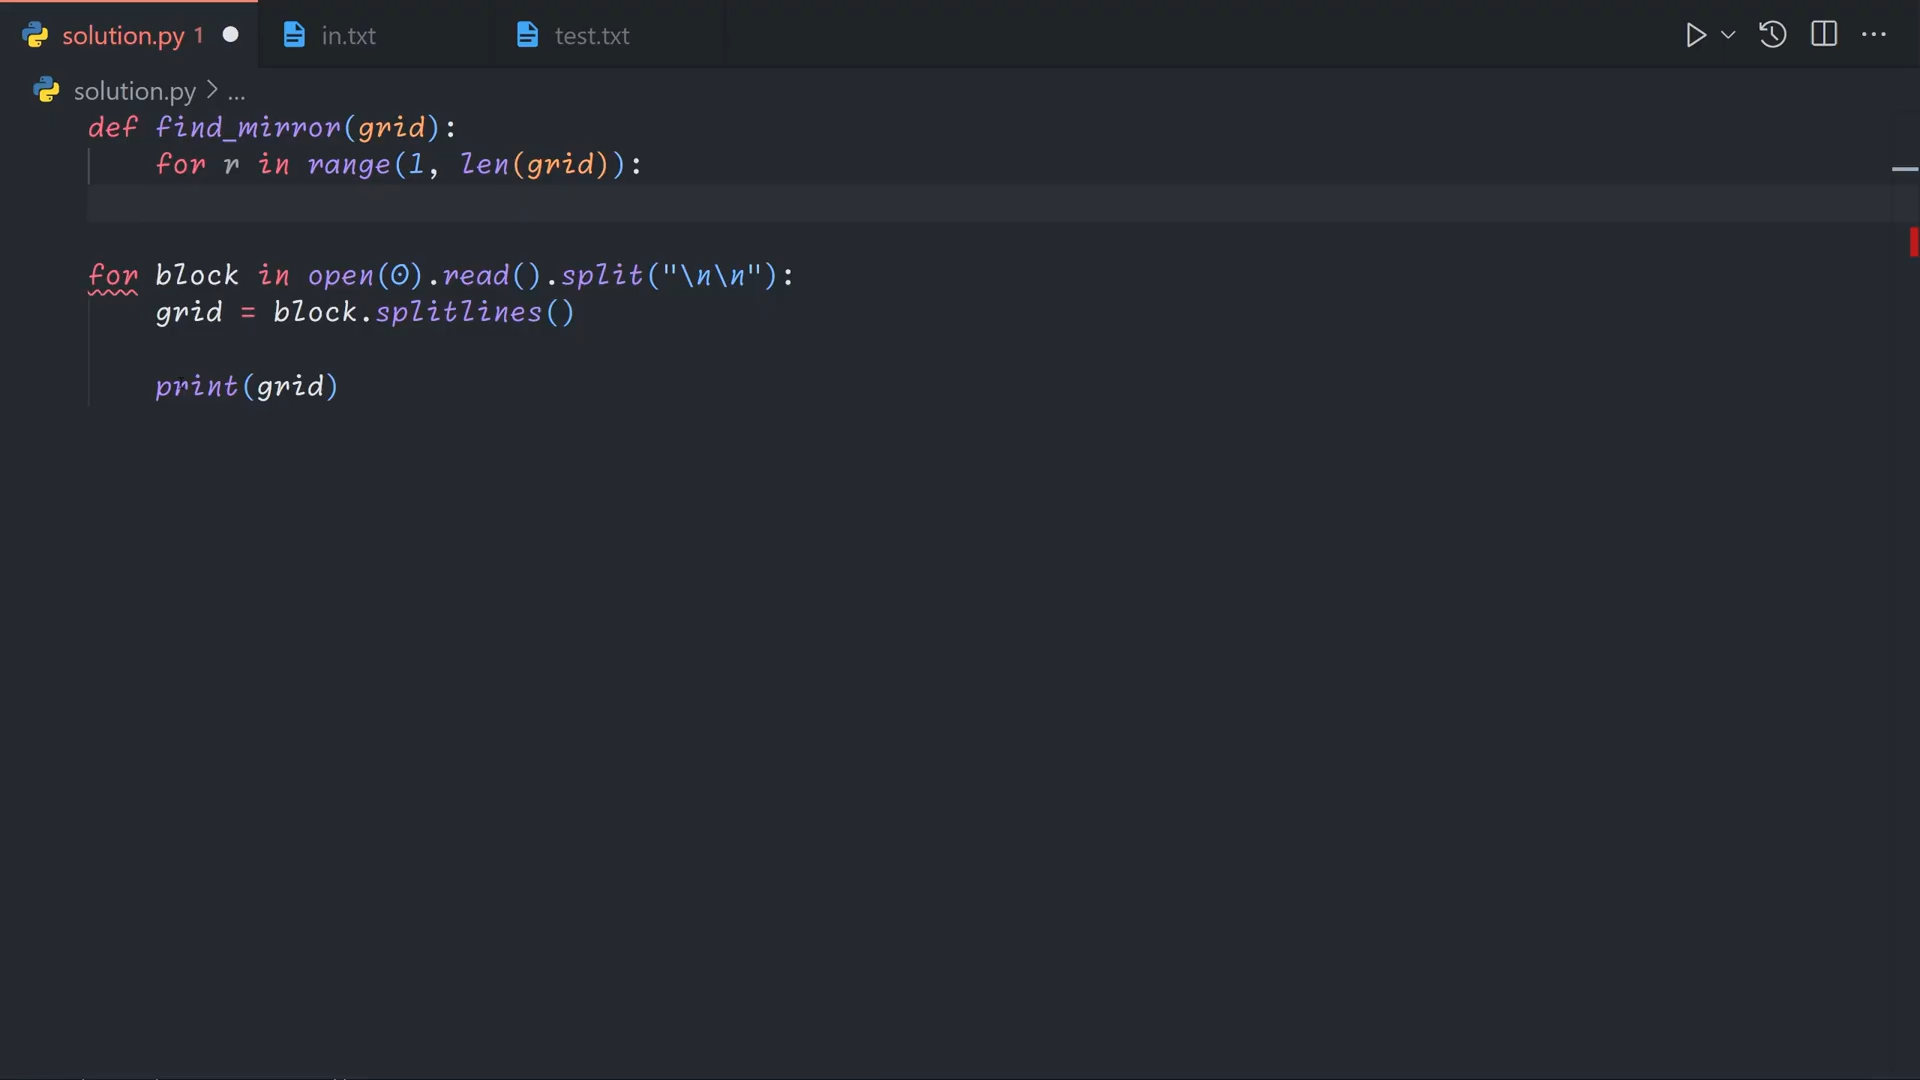 solution.py 1
in.txt
test.txt
solution.py > ...
def find_mirror(grid):
    for r in range(1, len(grid)):
for block in open(0).read().split("\n\n"):
    grid = block.splitlines()
    print(grid)